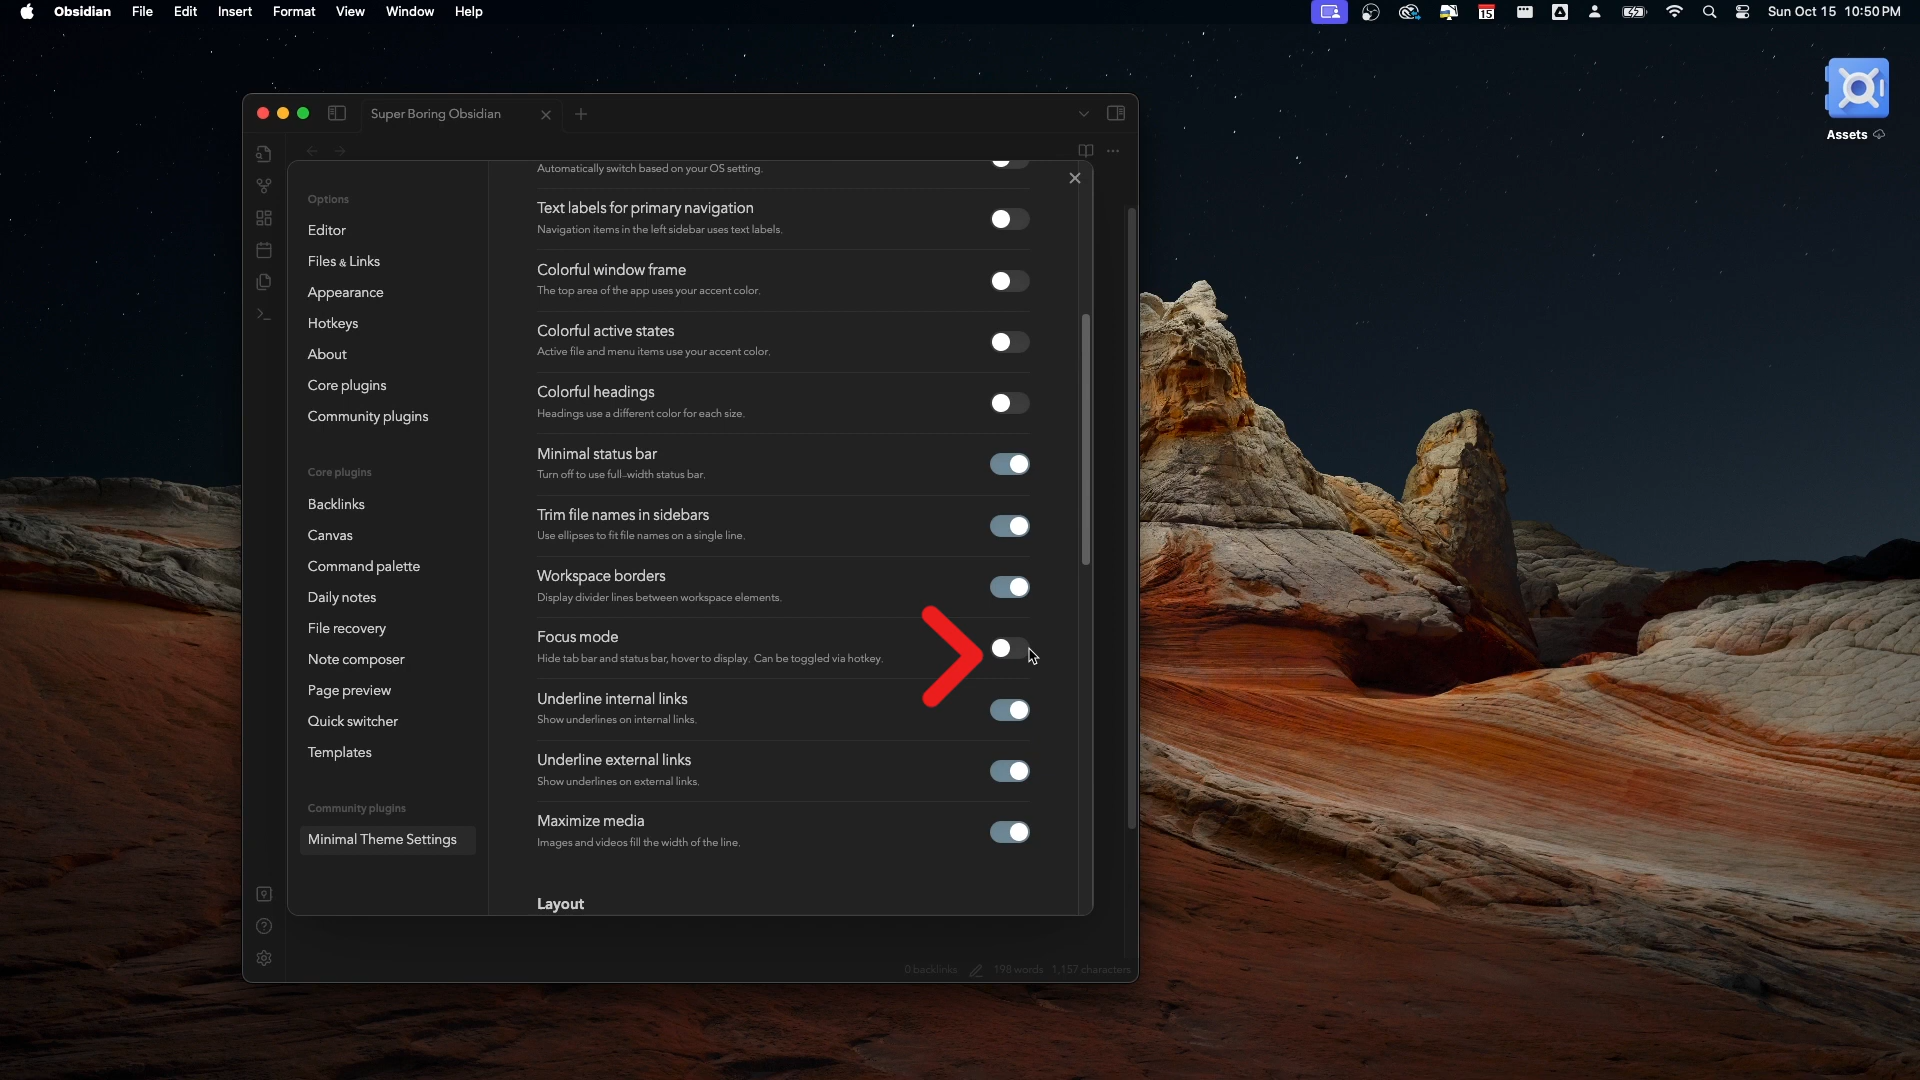 Obsidian File Edit Insert Format View Window Help
15 Sun Oct 15 10:50 PM
Assets
Super Boring Obsidian
Options
Editor
Files & Links
Appearance
Hotkeys
About
Core plugins
Community plugins
Core plugins
Backlinks
Canvas
Command palette
Daily notes
File recovery
Note composer
Page preview
Quick switcher
Templates
Community plugins
Minimal Theme Settings
Automatically switch based on your OS setting.
Text labels for primary navigation
Navigation items in the left sidebar uses text labels.
Colorful window frame
The top area of the app uses your accent color.
Colorful active states
Active file and menu items use your accent color.
Colorful headings
Headings use a different color for each size.
Minimal status bar
Turn off to use full-width status bar.
Trim file names in sidebars
Use ellipses to fit file names on a single line.
Workspace borders
Display divider lines between workspace elements.
Focus mode
Hide tab bar and status bar, hover to display. Can be toggled via hotkey.
Underline internal links
Show underlines on internal links.
Underline external links
Show underlines on external links.
Maximize media
Images and videos fill the width of the line.
Layout
0 backlinks 198 words 1,157 characters